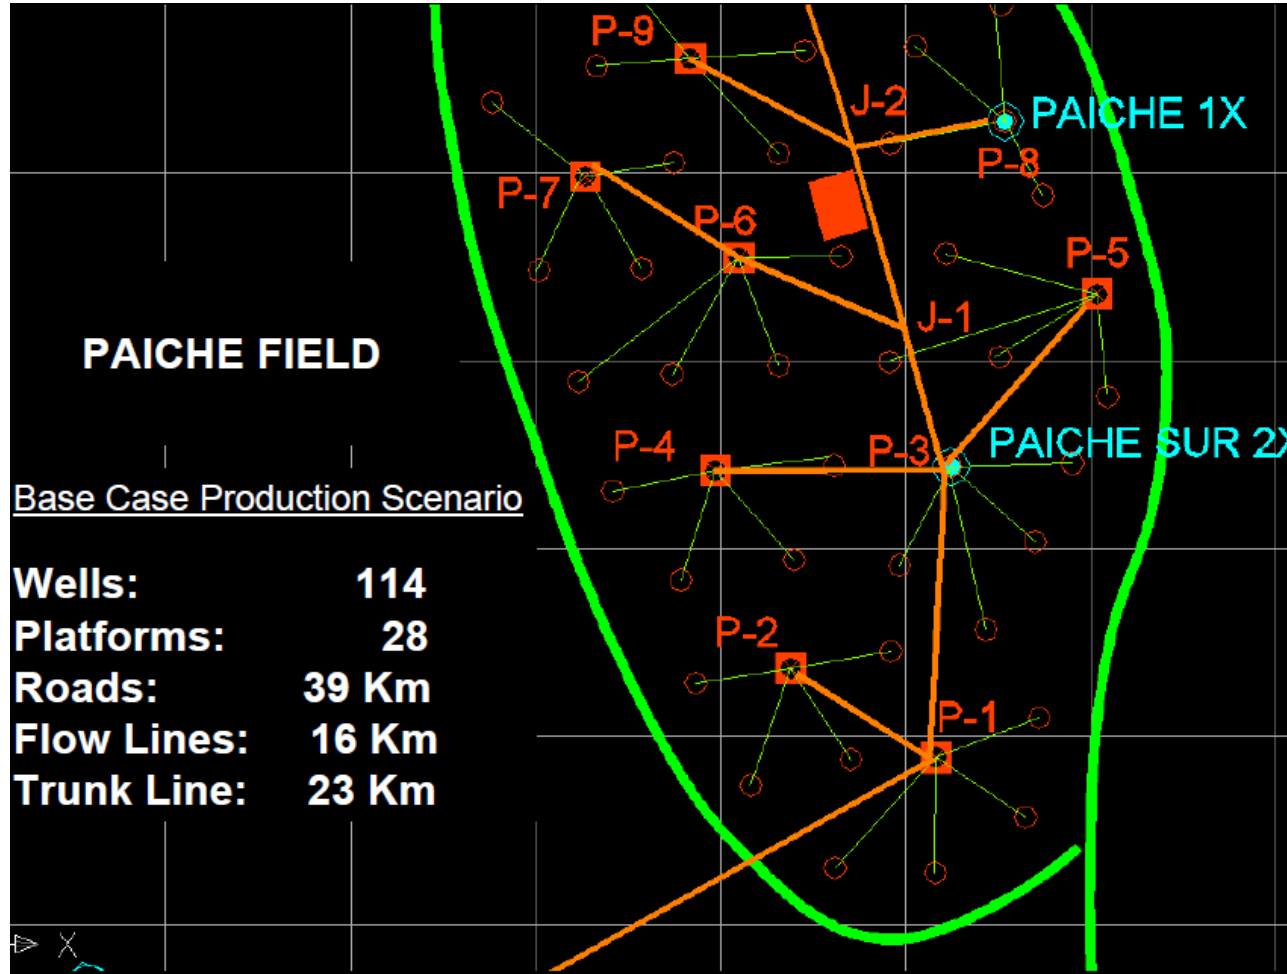 P-9
J-2
PAICHE 1X
P-8
P-7
P-6
P-5
J-1
PAICHE FIELD
P-4
P-3
PAICHE SUR 2X
Base Case Production Scenario
Wells: 114
Platforms: 28
Roads: 39 Km
Flow Lines: 16 Km
Trunk Line: 23 Km
P-2
P-1
X